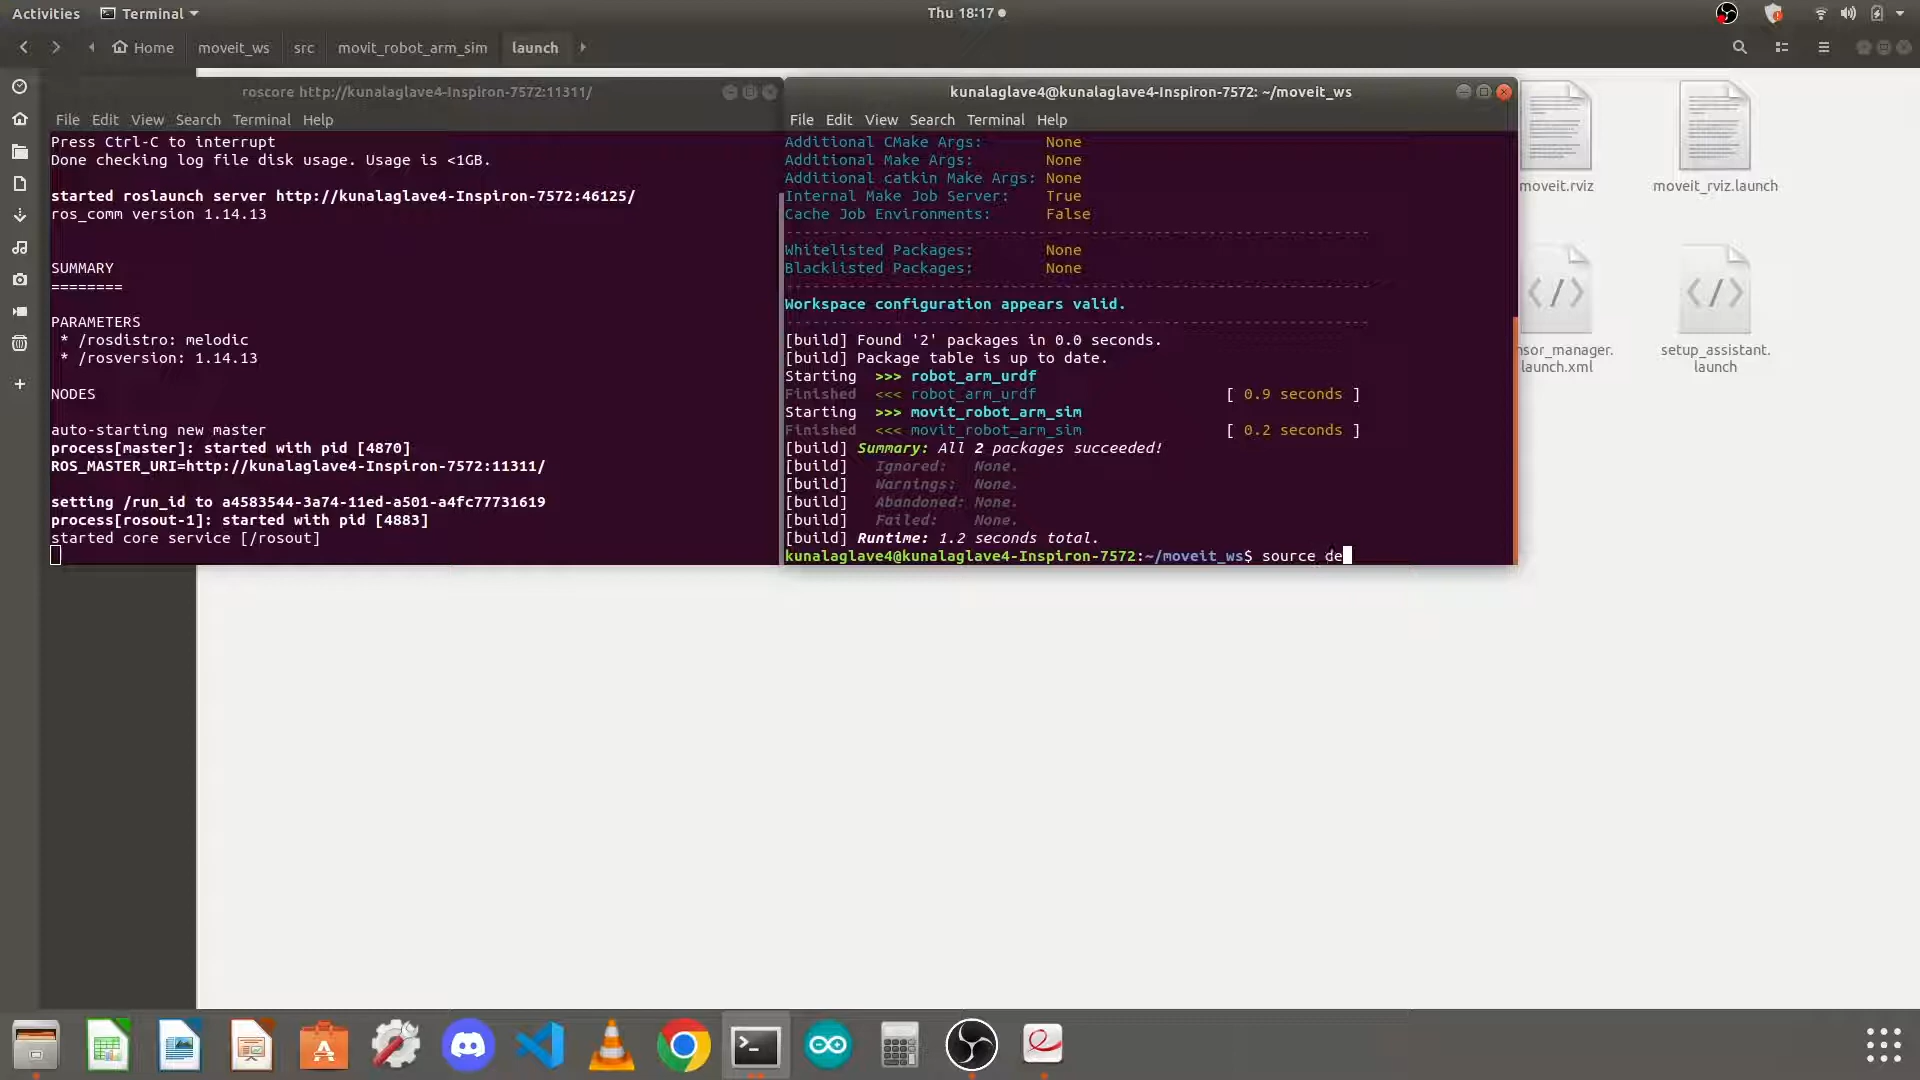 Activities
Terminal
Thu 18:17
Home
moveit_ws
src
movit_robot_arm_sim
launch
roscore http://kunalaglave4-Inspiron-7572:11311/
File Edit View Search Terminal Help
Press Ctrl-C to interrupt
Done checking log file disk usage. Usage is <1GB.
started roslaunch server http://kunalaglave4-Inspiron-7572:46125/
ros_comm version 1.14.13
SUMMARY
========
PARAMETERS
* /rosdistro: melodic
* /rosversion: 1.14.13
NODES
auto-starting new master
process[master]: started with pid [4870]
ROS_MASTER_URI=http://kunalaglave4-Inspiron-7572:11311/
setting /run_id to a4583544-3a74-11ed-a501-a4fc77731619
process[rosout-1]: started with pid [4883]
started core service [/rosout]
kunalaglave4@kunalaglave4-Inspiron-7572: ~/moveit_ws
File Edit View Search Terminal Help
Additional CMake Args: None
Additional Make Args: None
Additional catkin Make Args: None
Internal Make Job Server: True
Cache Job Environments: False
Whitelisted Packages: None
Blacklisted Packages: None
Workspace configuration appears valid.
[build] Found '2' packages in 0.0 seconds.
[build] Package table is up to date.
Starting >>> robot_arm_urdf
Finished <<< robot_arm_urdf [ 0.9 seconds ]
Starting >>> movit_robot_arm_sim
Finished <<< movit_robot_arm_sim [ 0.2 seconds ]
[build] Summary: All 2 packages succeeded!
[build] Ignored: None.
[build] Warnings: None.
[build] Abandoned: None.
[build] Failed: None.
[build] Runtime: 1.2 seconds total.
kunalaglave4@kunalaglave4-Inspiron-7572:~/moveit_ws$ source de
moveit.rviz
moveit_rviz.launch
nsor_manager.
launch.xml
setup_assistant.
launch